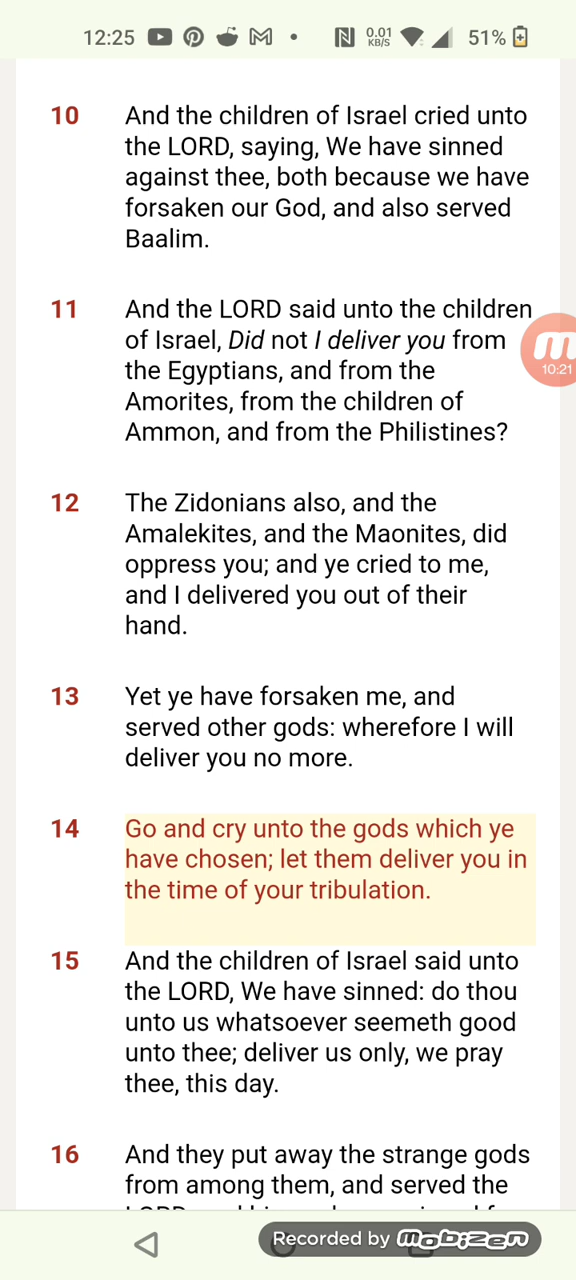 12:25 0.01 KB/S 51%
10 And the children of Israel cried unto
the LORD, saying, We have sinned
against thee, both because we have
forsaken our God, and also served
Baalim.
11 And the LORD said unto the children
of Israel, Did not I deliver you from
the Egyptians, and from the
Amorites, from the children of
Ammon, and from the Philistines?
10:21
12 The Zidonians also, and the
Amalekites, and the Maonites, did
oppress you; and ye cried to me,
and I delivered you out of their
hand.
13 Yet ye have forsaken me, and
served other gods: wherefore I will
deliver you no more.
14 Go and cry unto the gods which ye
have chosen; let them deliver you in
the time of your tribulation.
15 And the children of Israel said unto
the LORD, We have sinned: do thou
unto us whatsoever seemeth good
unto thee; deliver us only, we pray
thee, this day.
16 And they put away the strange gods
from among them, and served the
Recorded by mobizen